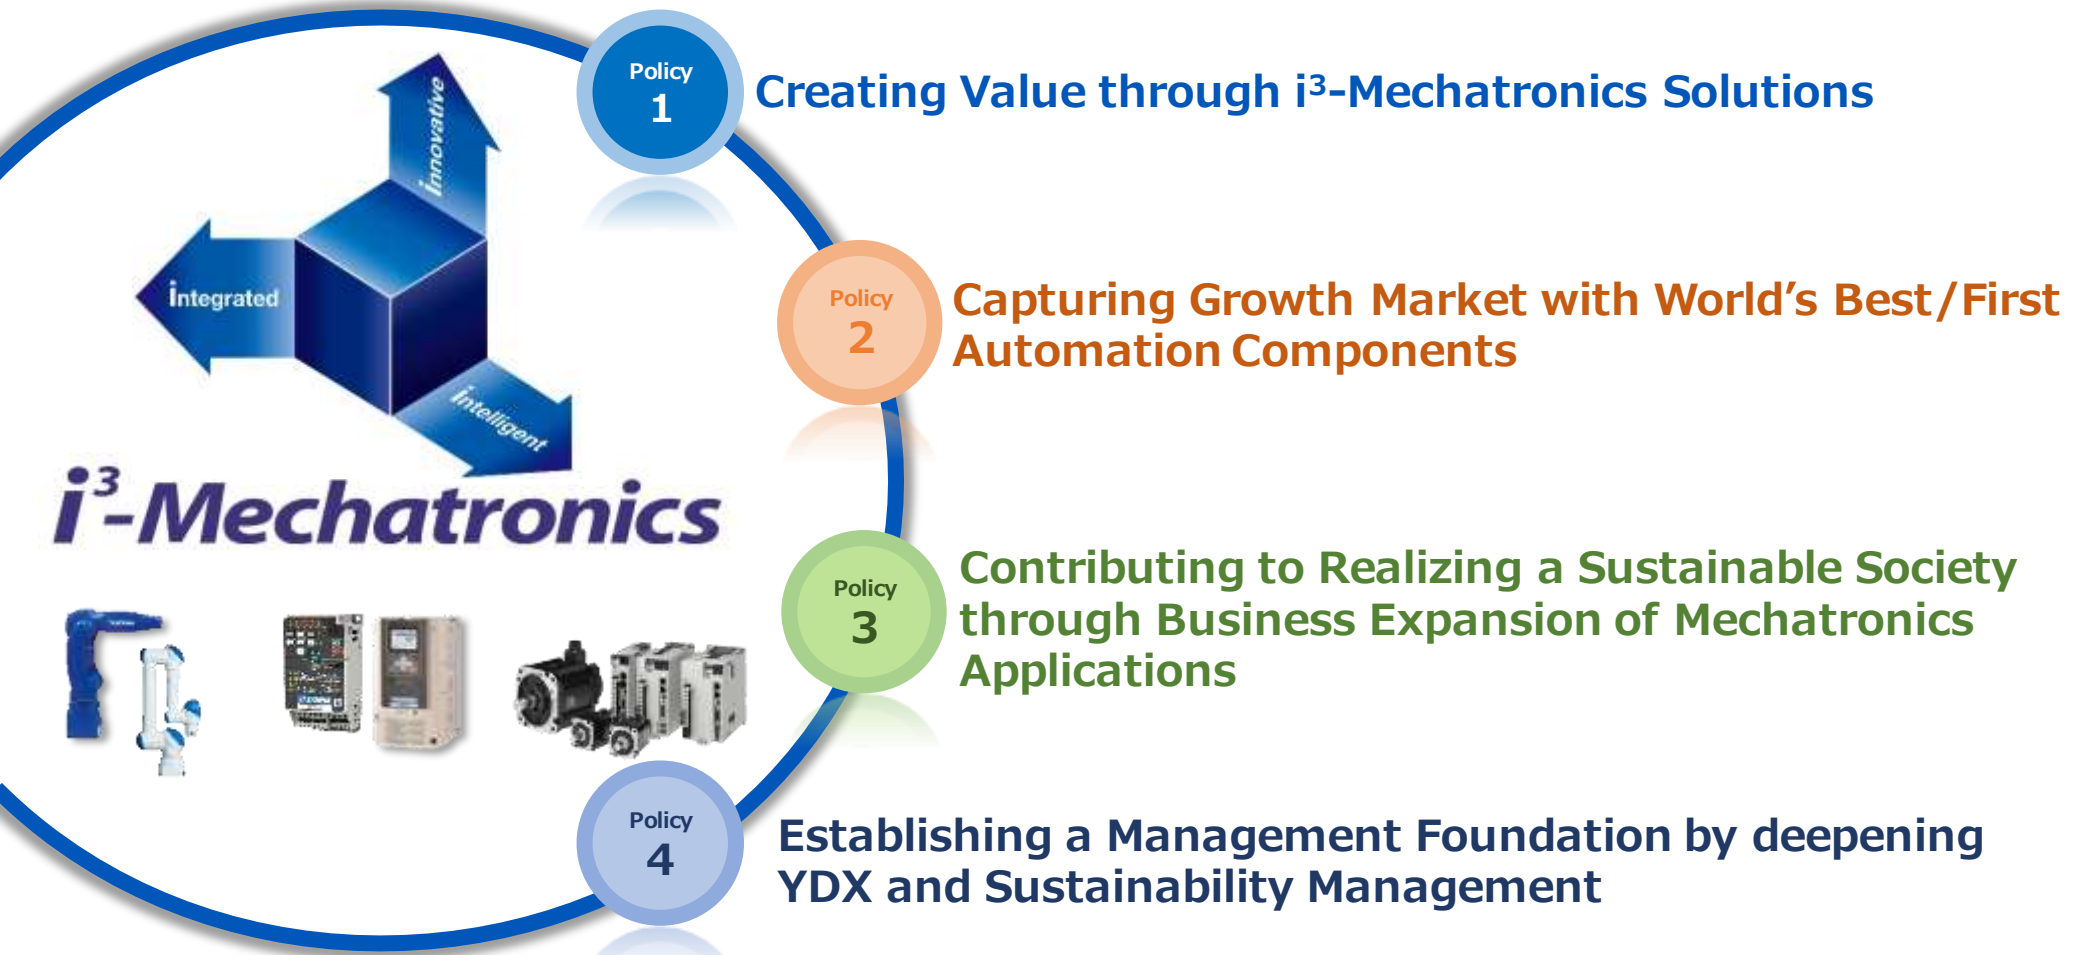 innovative
integrated
intelligent
i³-Mechatronics
Policy
1
Creating Value through i³-Mechatronics Solutions
Policy
2
Capturing Growth Market with World’s Best/First
Automation Components
Policy
3
Contributing to Realizing a Sustainable Society
through Business Expansion of Mechatronics
Applications
Policy
4
Establishing a Management Foundation by deepening
YDX and Sustainability Management